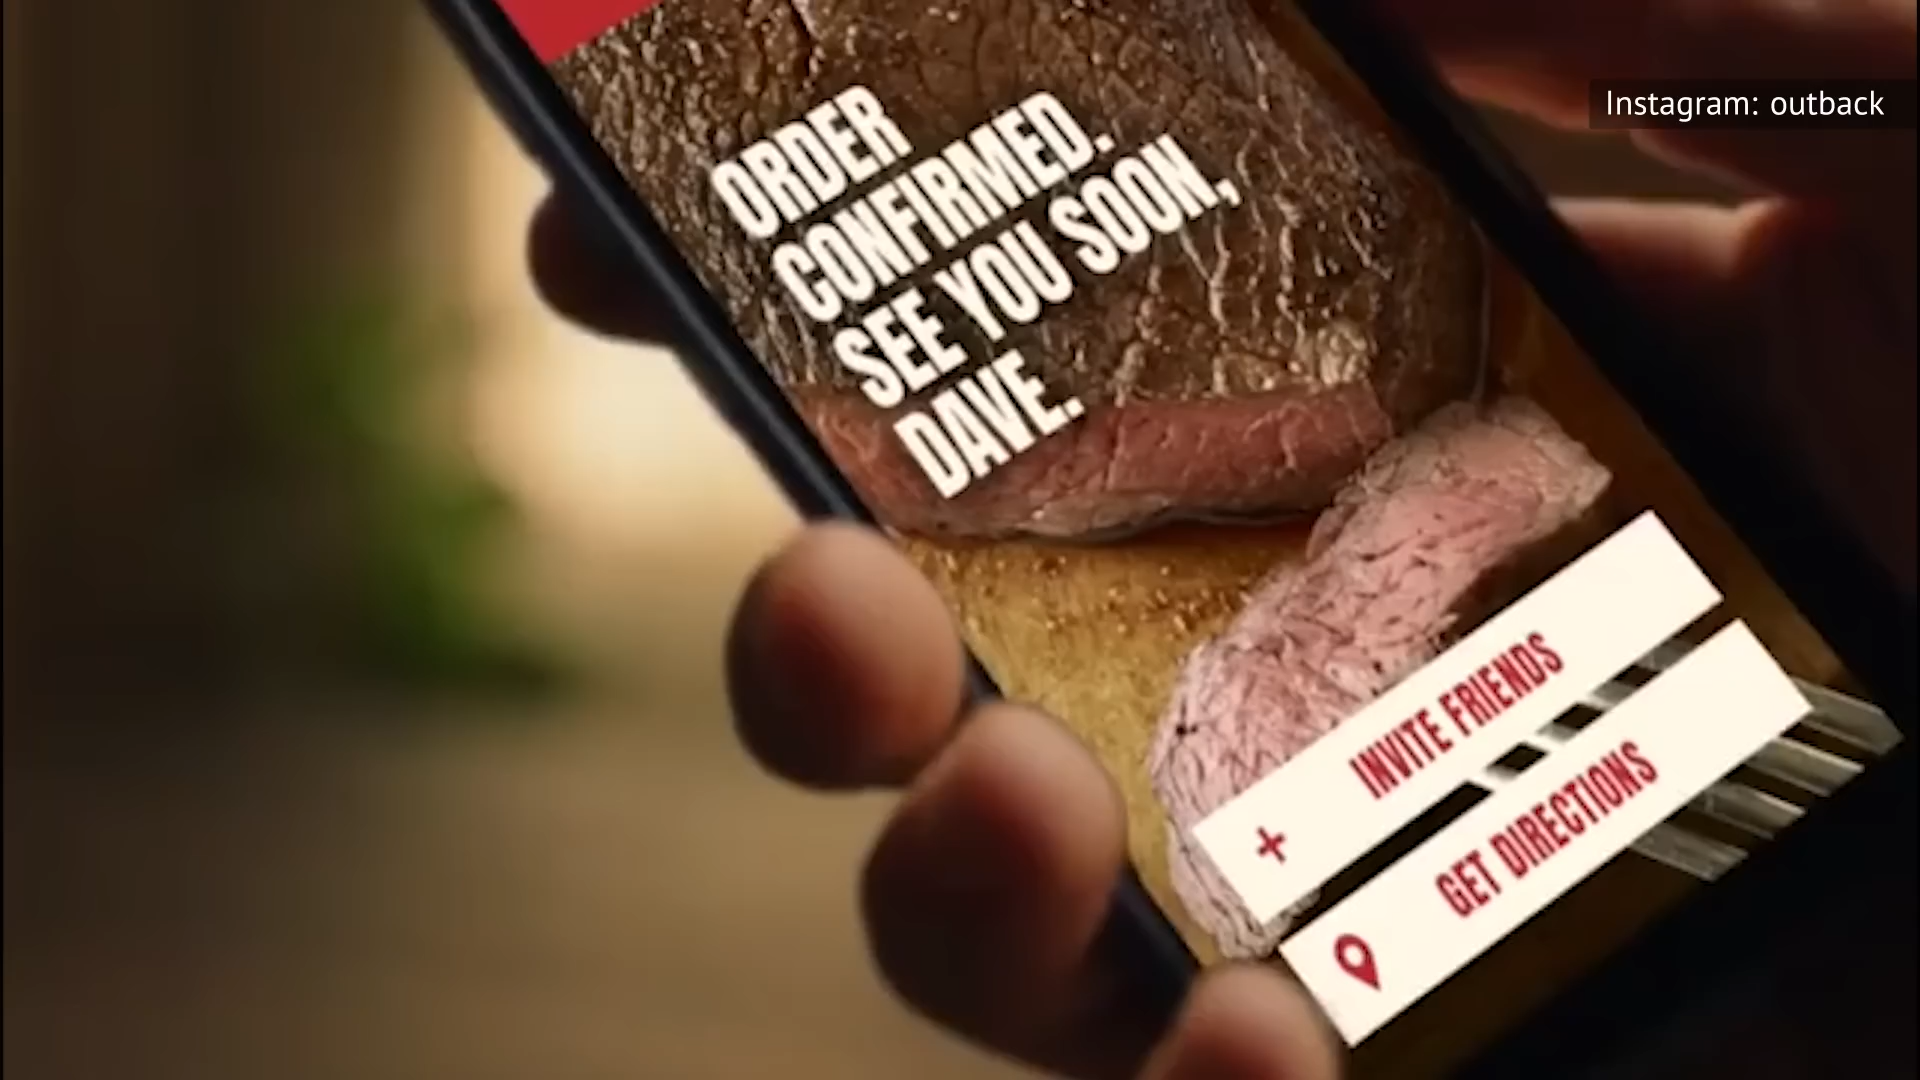 Instagram: outback
ORDER
CONFIRMED.
SEE YOU SOON,
DAVE.
INVITE FRIENDS
GET DIRECTIONS